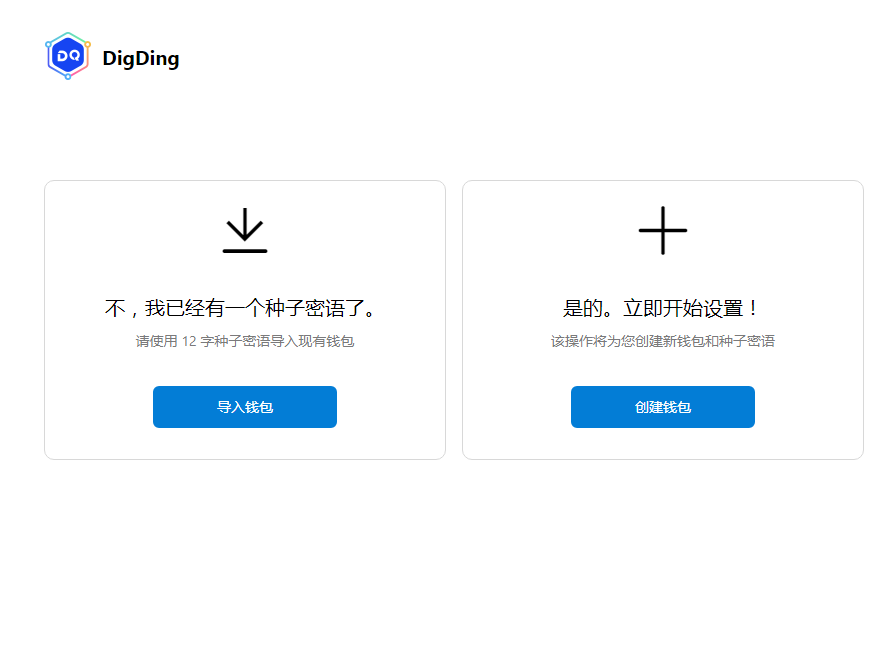 DQ
DigDing
不，我已经有一个种子密语了。
请使用 12 字种子密语导入现有钱包
导入钱包
是的。立即开始设置！
该操作将为您创建新钱包和种子密语
创建钱包